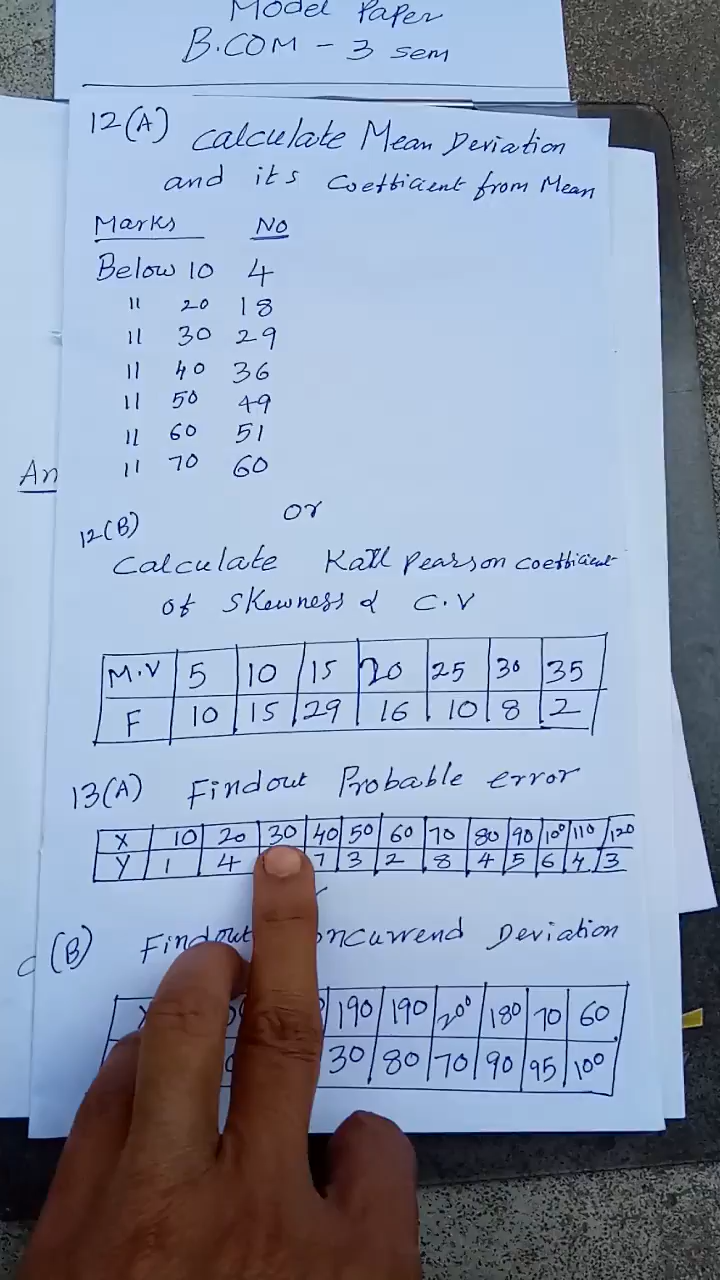 Model Paper
B.COM - 3 sem
12(A) Calculate Mean Deviation
and its Coefficient from Mean
Marks No
Below 10 4
" 20 18
" 30 29
" 40 36
" 50 49
" 60 51
" 70 60
An
or
12(B)
Calculate Karl Pearson Coefficient
of Skewness & C.V
M.V 5 10 15 20 25 30 35
F 10 15 29 16 10 8 2
13(A) Findout Probable error
X 10 20 30 40 50 60 70 80 90 100 110 120
Y 1 4 7 3 2 8 4 5 6 4 3
(B) Findout Deviation
190 190 200 180 70 60
30 80 70 90 95 100